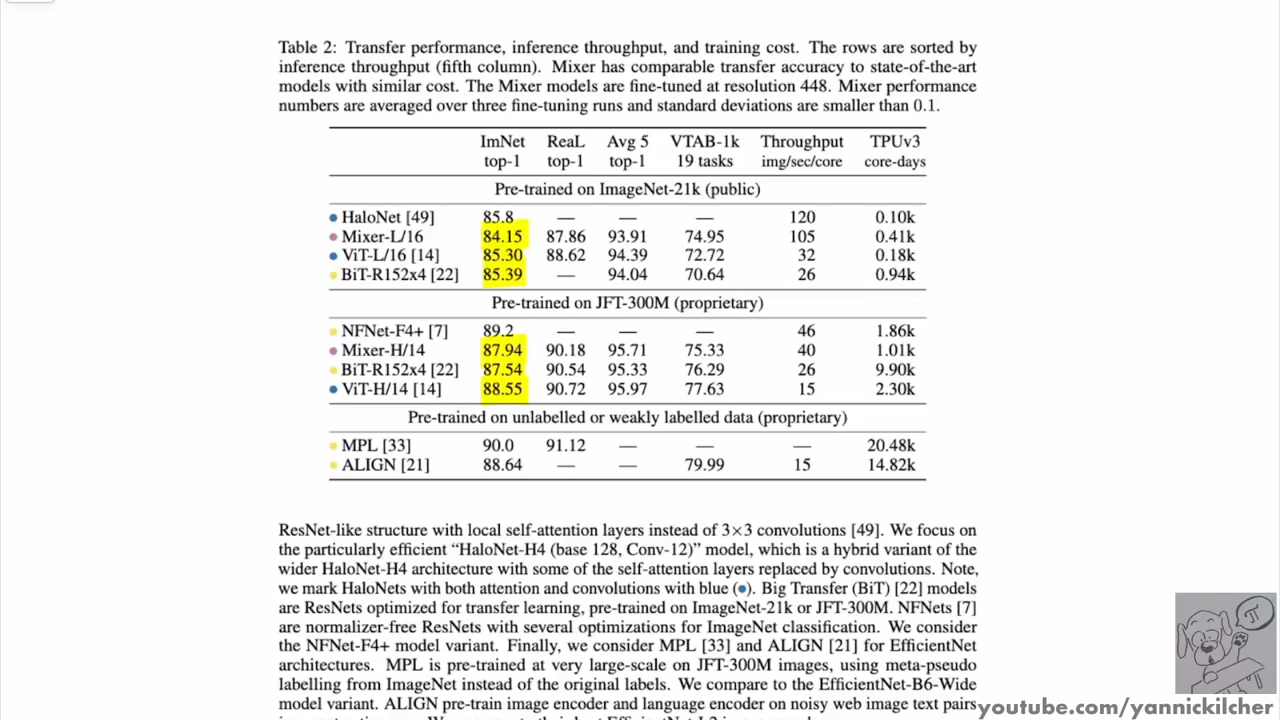 Table 2: Transfer performance, inference throughput, and training cost. The rows are sorted by
inference throughput (fifth column). Mixer has comparable transfer accuracy to state-of-the-art
models with similar cost. The Mixer models are fine-tuned at resolution 448. Mixer performance
numbers are averaged over three fine-tuning runs and standard deviations are smaller than 0.1.
ImNet ReaL Avg 5 VTAB-1k Throughput TPUv3
top-1 top-1 top-1 19 tasks img/sec/core core-days
Pre-trained on ImageNet-21k (public)
● HaloNet [49] 85.8 — — — 120 0.10k
● Mixer-L/16 84.15 87.86 93.91 74.95 105 0.41k
● ViT-L/16 [14] 85.30 88.62 94.39 72.72 32 0.18k
● BiT-R152x4 [22] 85.39 — 94.04 70.64 26 0.94k
Pre-trained on JFT-300M (proprietary)
● NFNet-F4+ [7] 89.2 — — — 46 1.86k
● Mixer-H/14 87.94 90.18 95.71 75.33 40 1.01k
● BiT-R152x4 [22] 87.54 90.54 95.33 76.29 26 9.90k
● ViT-H/14 [14] 88.55 90.72 95.97 77.63 15 2.30k
Pre-trained on unlabelled or weakly labelled data (proprietary)
● MPL [33] 90.0 91.12 — — — 20.48k
● ALIGN [21] 88.64 — — 79.99 15 14.82k
ResNet-like structure with local self-attention layers instead of 3×3 convolutions [49]. We focus on
the particularly efficient “HaloNet-H4 (base 128, Conv-12)” model, which is a hybrid variant of the
wider HaloNet-H4 architecture with some of the self-attention layers replaced by convolutions. Note,
we mark HaloNets with both attention and convolutions with blue (●). Big Transfer (BiT) [22] models
are ResNets optimized for transfer learning, pre-trained on ImageNet-21k or JFT-300M. NFNets [7]
are normalizer-free ResNets with several optimizations for ImageNet classification. We consider
the NFNet-F4+ model variant. Finally, we consider MPL [33] and ALIGN [21] for EfficientNet
architectures. MPL is pre-trained at very large-scale on JFT-300M images, using meta-pseudo
labelling from ImageNet instead of the original labels. We compare to the EfficientNet-B6-Wide
model variant. ALIGN pre-train image encoder and language encoder on noisy web image text pairs
π
youtube.com/yannickilcher